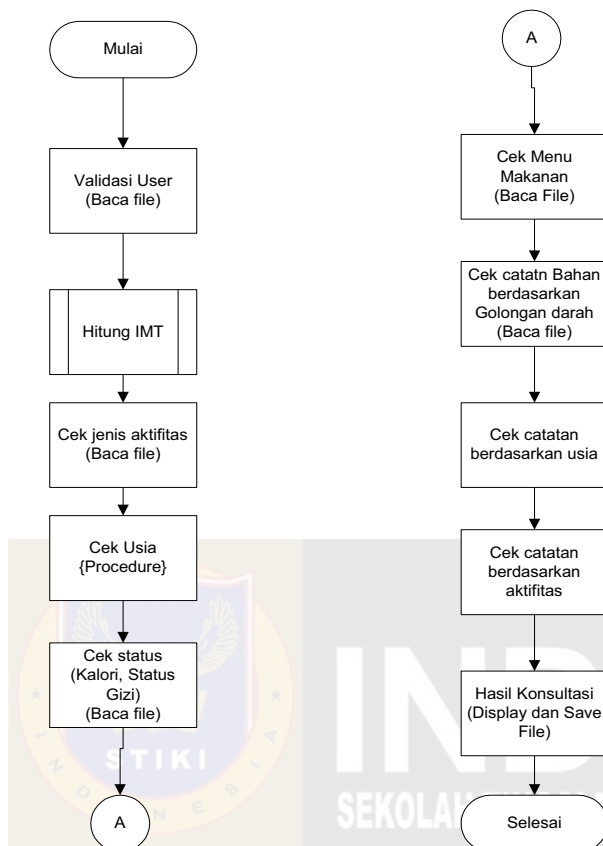 Mulai
Validasi User
(Baca file)
Hitung IMT
Cek jenis aktifitas
(Baca file)
Cek Usia
{Procedure}
Cek status
(Kalori, Status
Gizi)
(Baca file)
A
A
Cek Menu
Makanan
(Baca File)
Cek catatn Bahan
berdasarkan
Golongan darah
(Baca file)
Cek catatan
berdasarkan usia
Cek catatan
berdasarkan
aktifitas
Hasil Konsultasi
(Display dan Save
File)
Selesai
STIKI
INDONESIA
IND
SEKOLAH